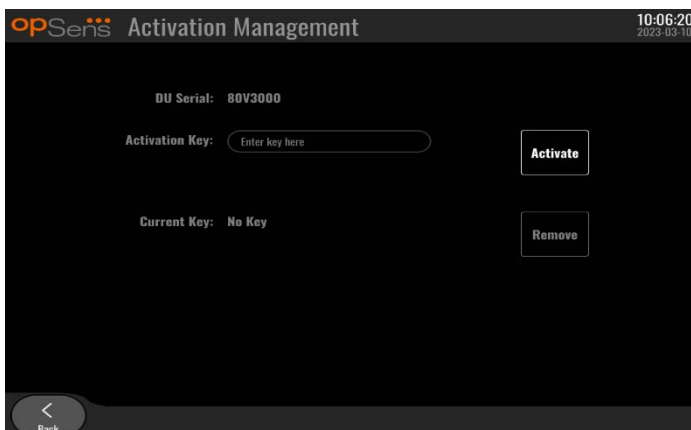 opSens Activation Management
10:06:20
2023-03-10
DU Serial: 80V3000
Activation Key: Enter key here
Activate
Current Key: No Key
Remove
Back